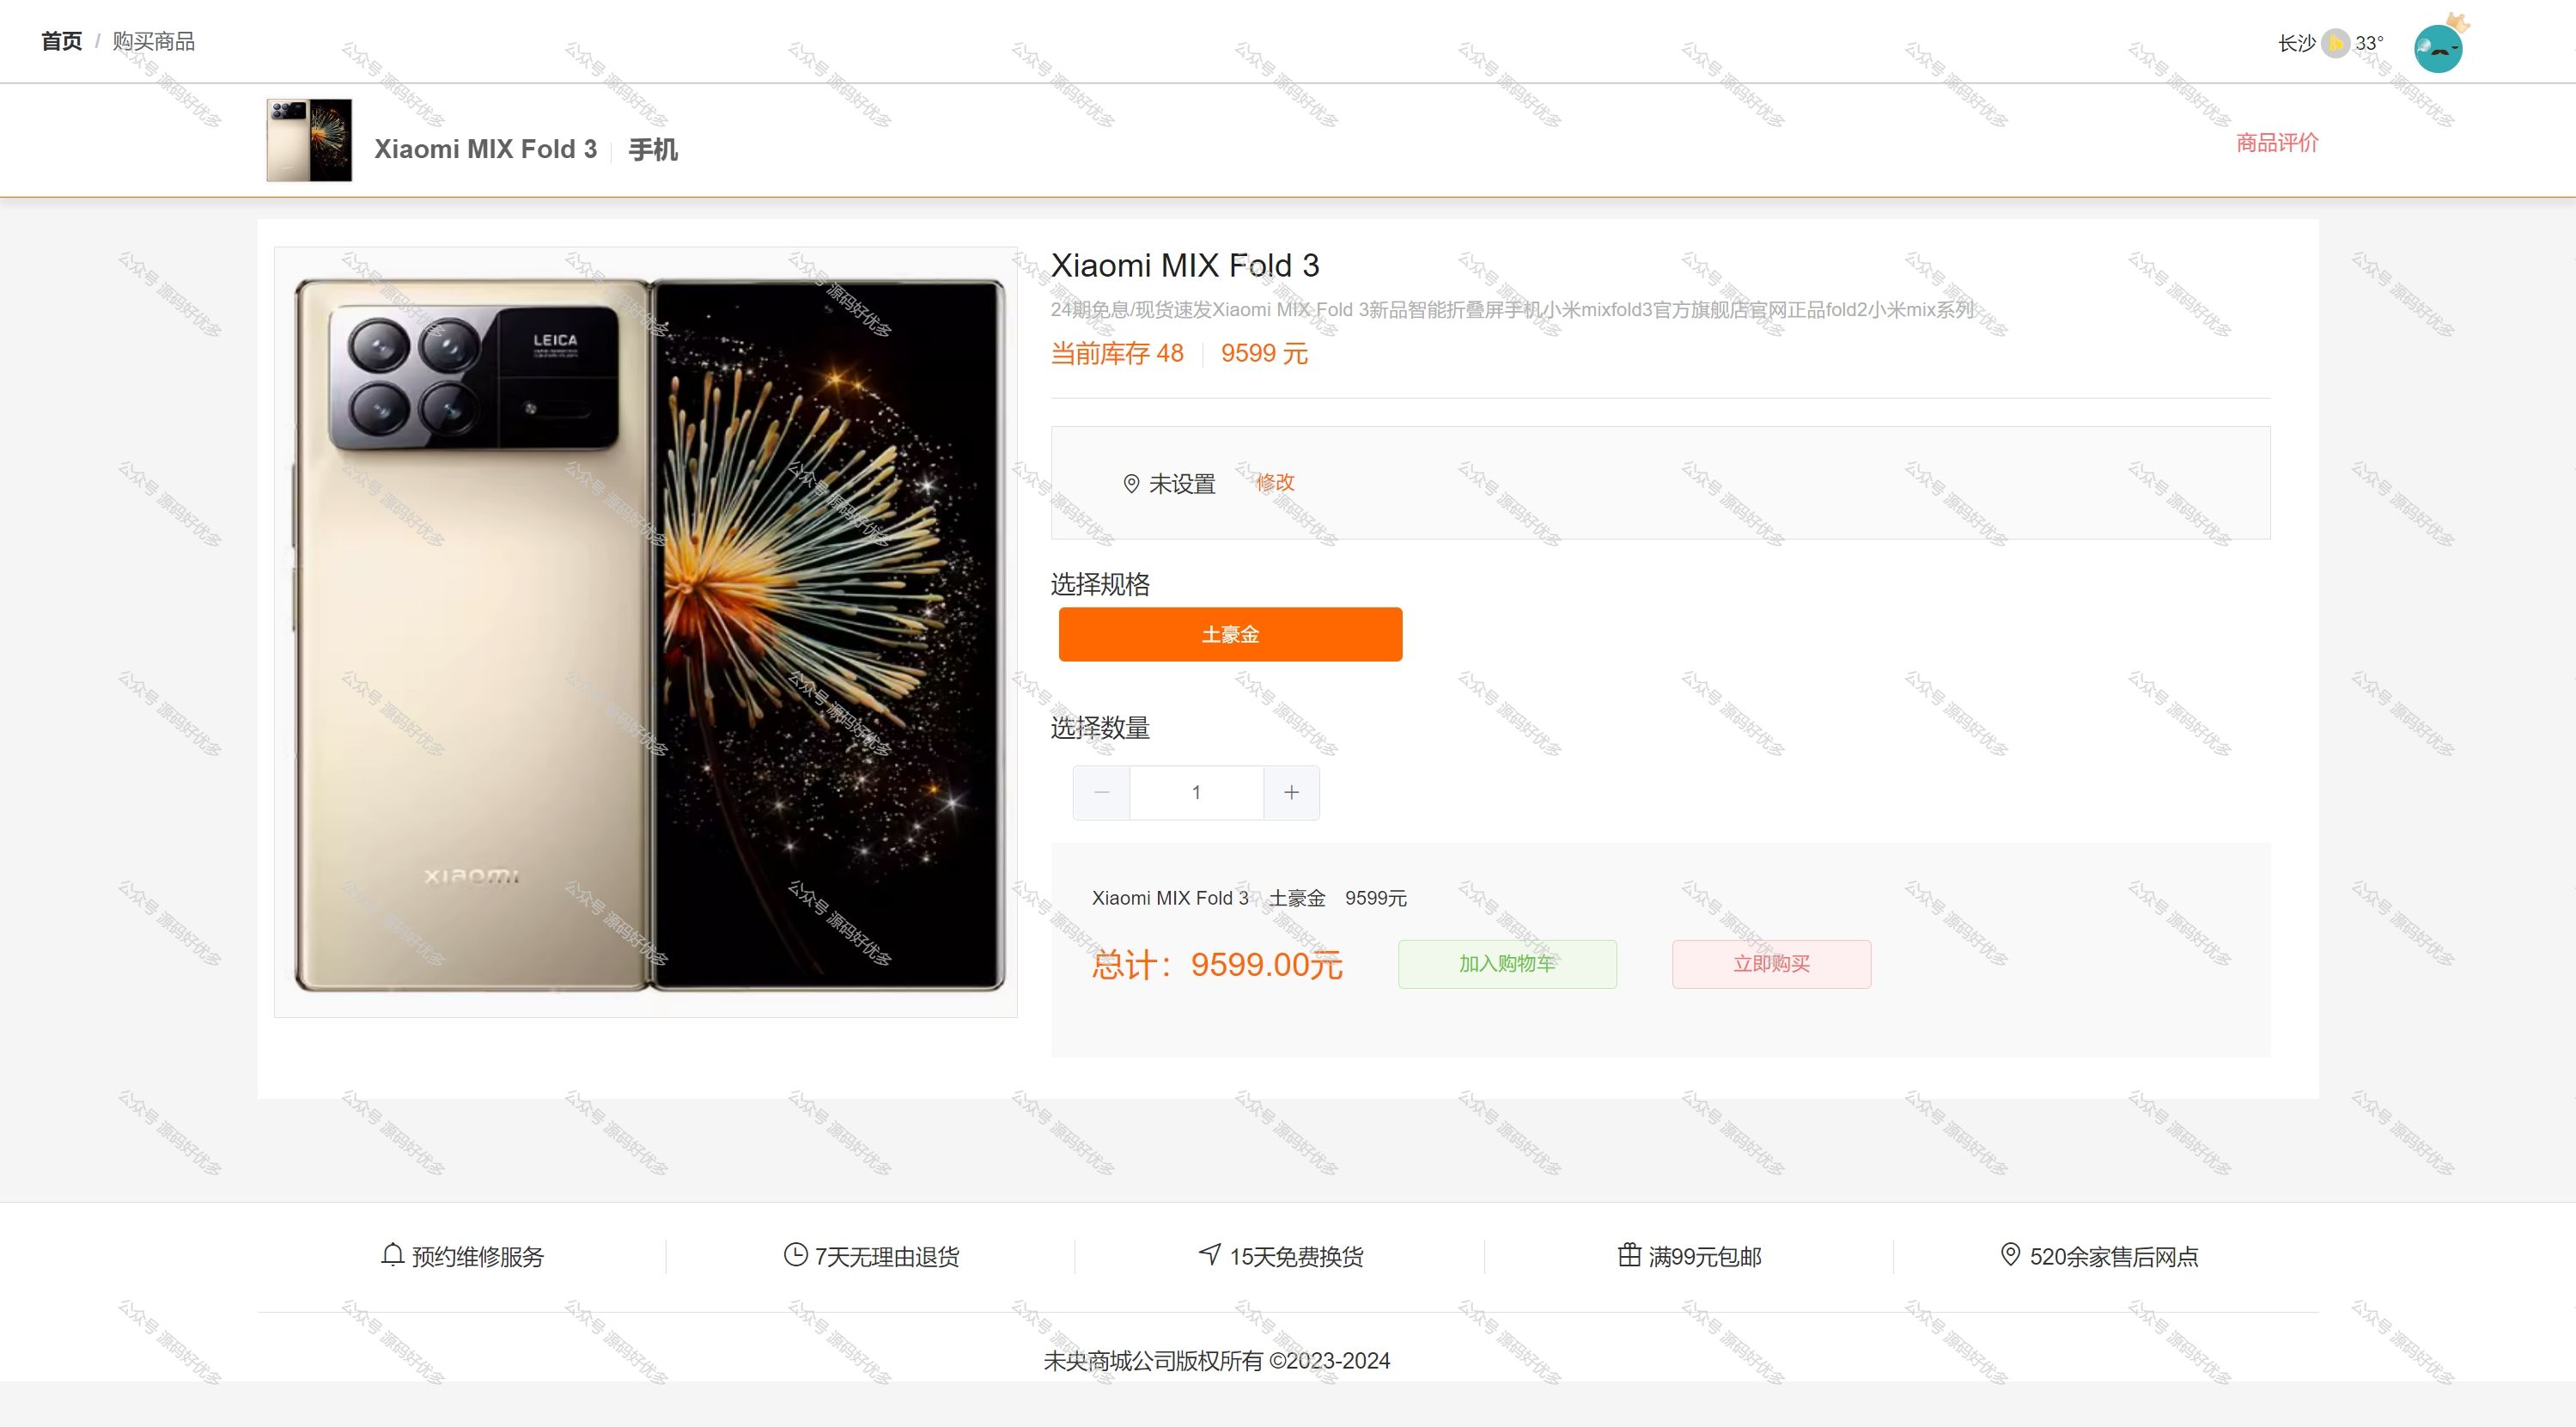 首页 / 购买商品
长沙 33°
Xiaomi MIX Fold 3 手机
商品评价
LEICA
xiaomi
Xiaomi MIX Fold 3
24期免息/现货速发Xiaomi MIX Fold 3新品智能折叠屏手机小米mixfold3官方旗舰店官网正品fold2小米mix系列
当前库存 48 9599 元
未设置 修改
选择规格
土豪金
选择数量
1
Xiaomi MIX Fold 3 土豪金 9599元
总计：9599.00元 加入购物车 立即购买
预约维修服务 7天无理由退货 15天免费换货 满99元包邮 520余家售后网点
未央商城公司版权所有 ©2023-2024
公众号 源码好优多